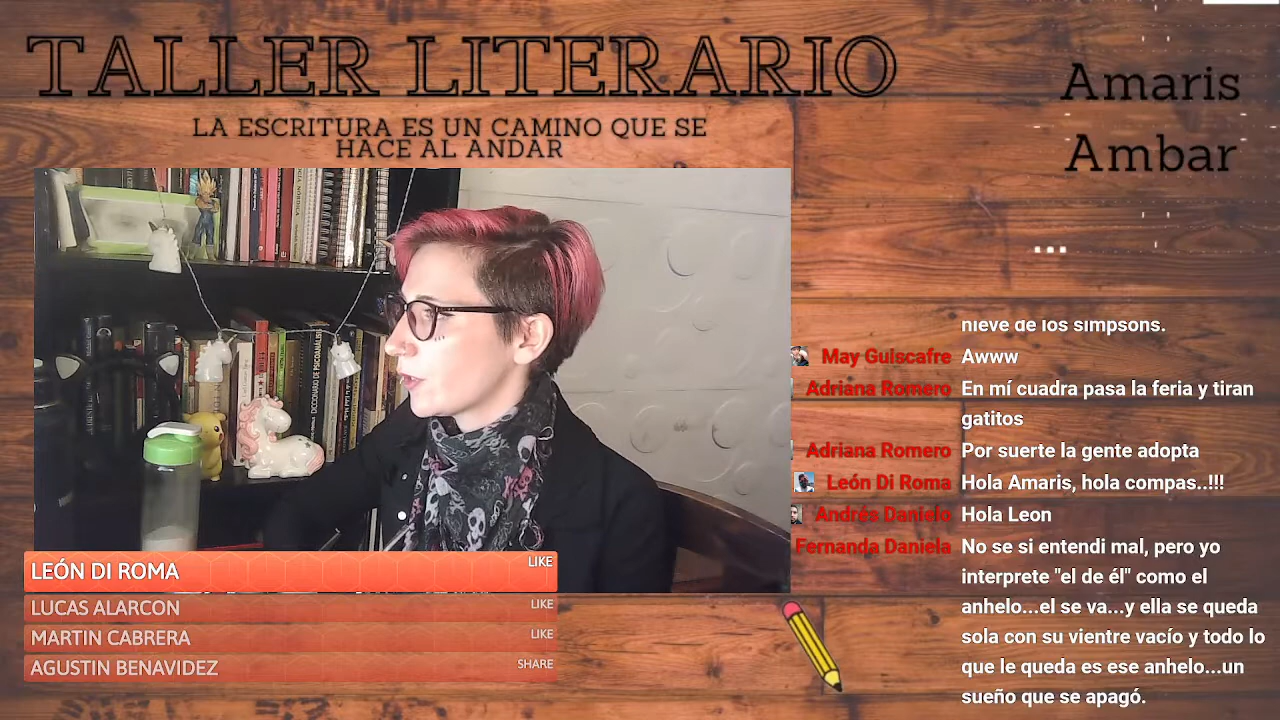 TALLER LITERARIO
LA ESCRITURA ES UN CAMINO QUE SE
HACE AL ANDAR
Amaris
Ambar
nieve de los simpsons.
May Guiscafre Awww
Adriana Romero En mí cuadra pasa la feria y tiran
gatitos
Adriana Romero Por suerte la gente adopta
León Di Roma Hola Amaris, hola compas..!!!
Andrés Danielo Hola Leon
Fernanda Daniela No se si entendi mal, pero yo
interprete "el de él" como el
anhelo...el se va...y ella se queda
sola con su vientre vacío y todo lo
que le queda es ese anhelo...un
sueño que se apagó.
LEÓN DI ROMA LIKE
LUCAS ALARCON LIKE
MARTIN CABRERA LIKE
AGUSTIN BENAVIDEZ SHARE